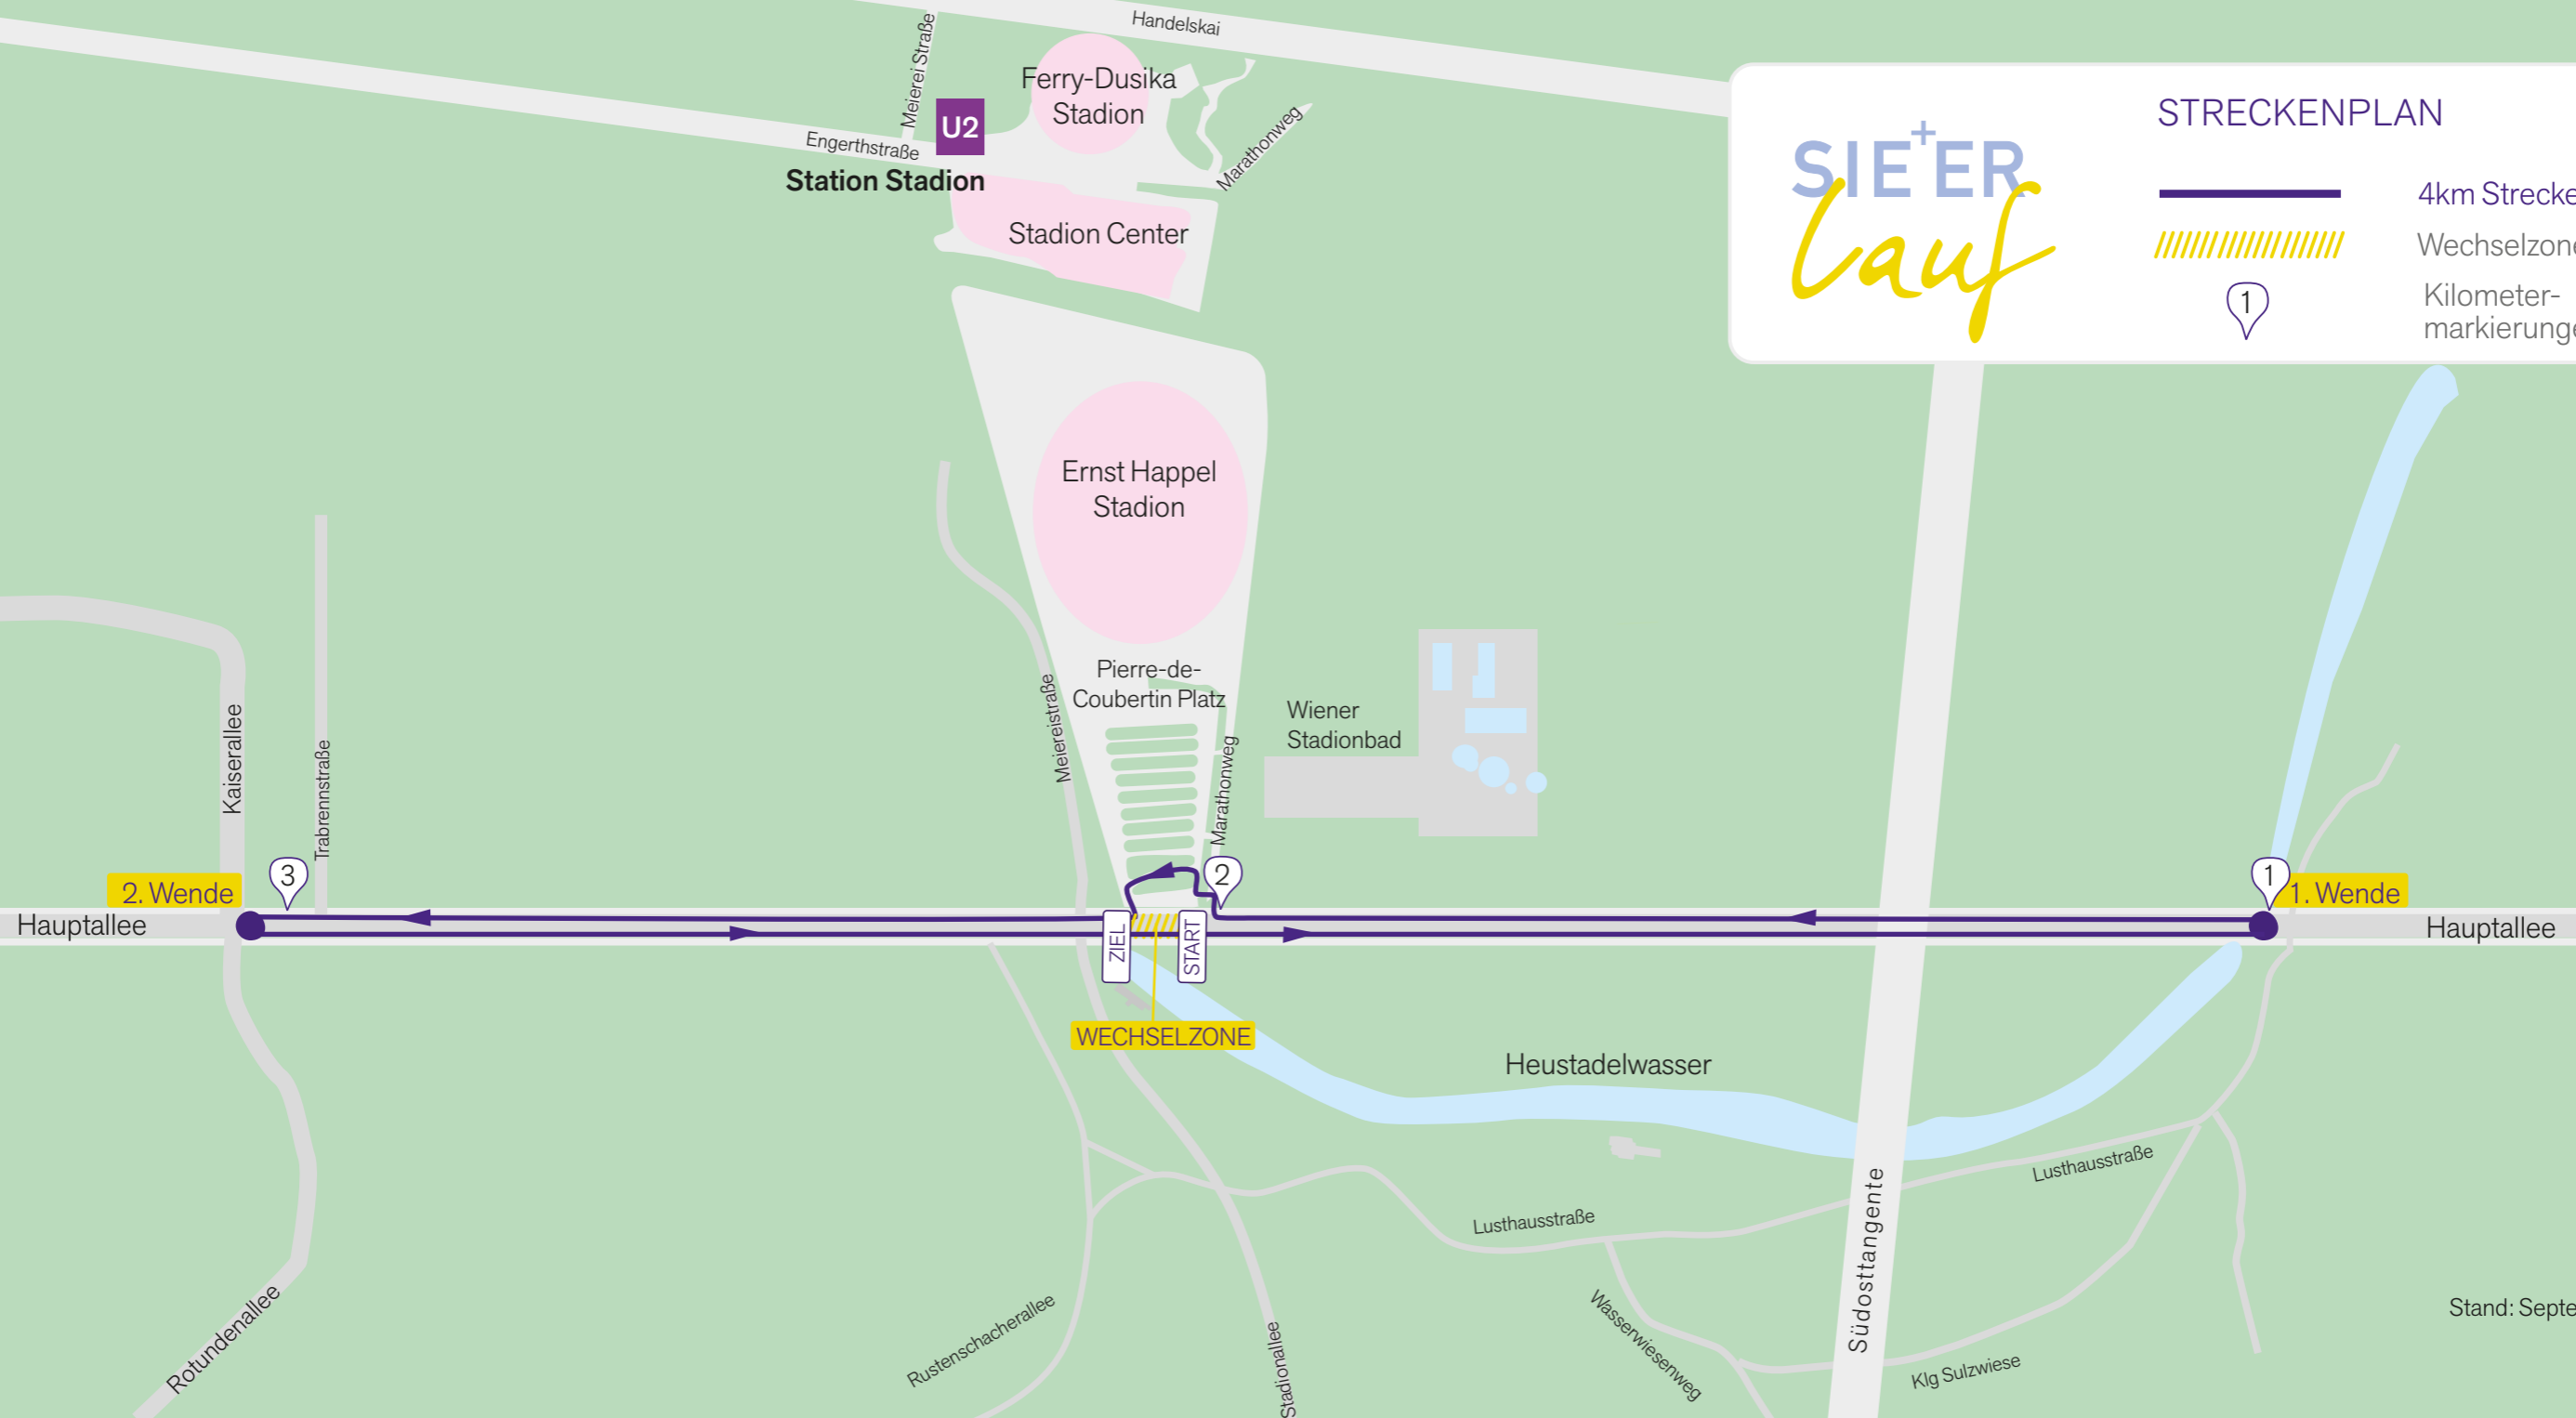 Handelskai
Meierei Straße
Ferry-Dusika
Stadion
U2
Engerthstraße
Marathonweg
Station Stadion
Stadion Center
SIE+ER
Lauf
STRECKENPLAN
4km Strecke
Wechselzone
1
Kilometer-
markierunge
Ernst Happel
Stadion
Pierre-de-
Coubertin Platz
Meiereistraße
Marathonweg
Wiener
Stadionbad
Kaiserallee
Trabrennstraße
2. Wende
3
2
1
1. Wende
Hauptallee
ZIEL
START
Hauptallee
WECHSELZONE
Heustadelwasser
Lusthausstraße
Lusthausstraße
Südosttangente
Rotundenallee
Rustenschacherallee
Stadionallee
Wasserwiesenweg
Klg Sulzwiese
Stand: Septe